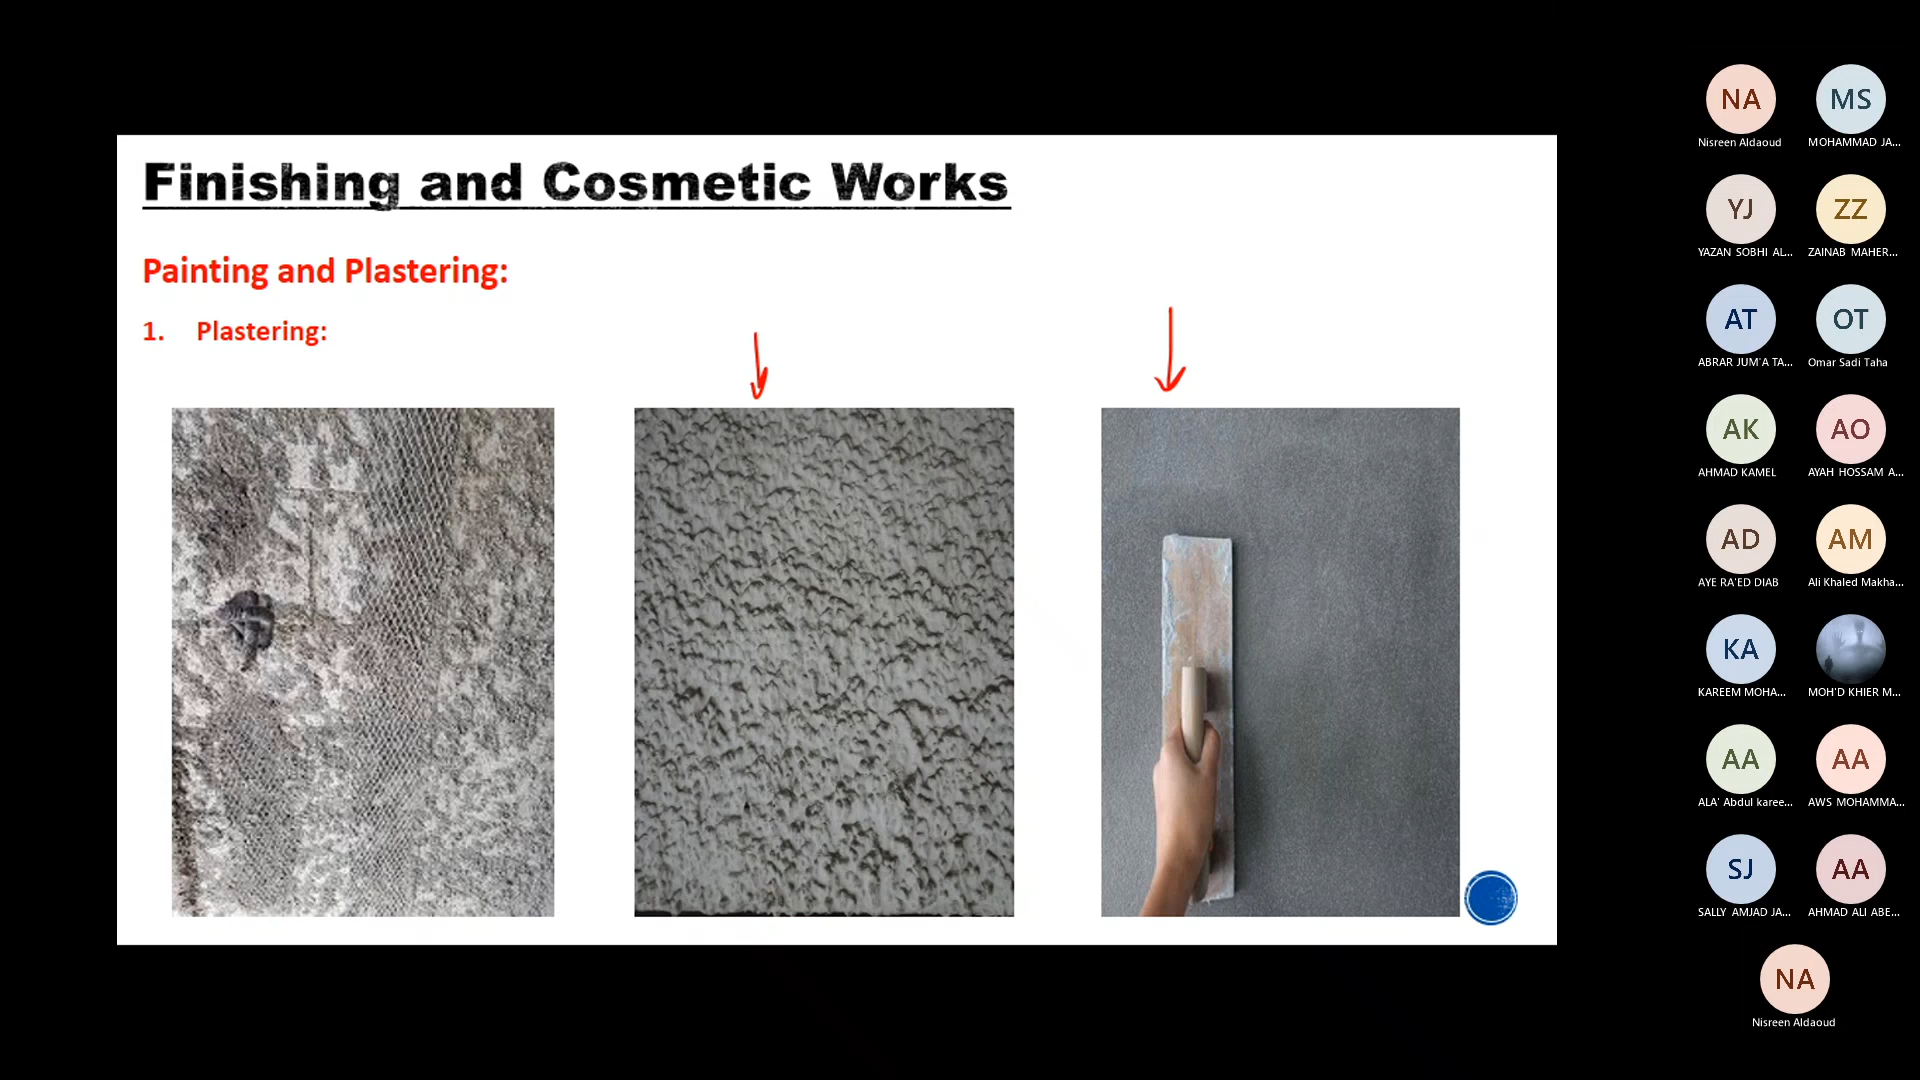 Finishing and Cosmetic Works
Painting and Plastering:
1. Plastering:
NA
Nisreen Aldaoud
MS
MOHAMMAD JA...
YJ
YAZAN SOBHI AL...
ZZ
ZAINAB MAHER...
AT
ABRAR JUM'A TA...
OT
Omar Sadi Taha
AK
AHMAD KAMEL
AO
AYAH HOSSAM A...
AD
AYE RA'ED DIAB
AM
Ali Khaled Makha...
KA
KAREEM MOHA...
MOH'D KHIER M...
AA
ALA' Abdul karee...
AA
AWS MOHAMMA...
SJ
SALLY AMJAD JA...
AA
AHMAD ALI ABE...
NA
Nisreen Aldaoud